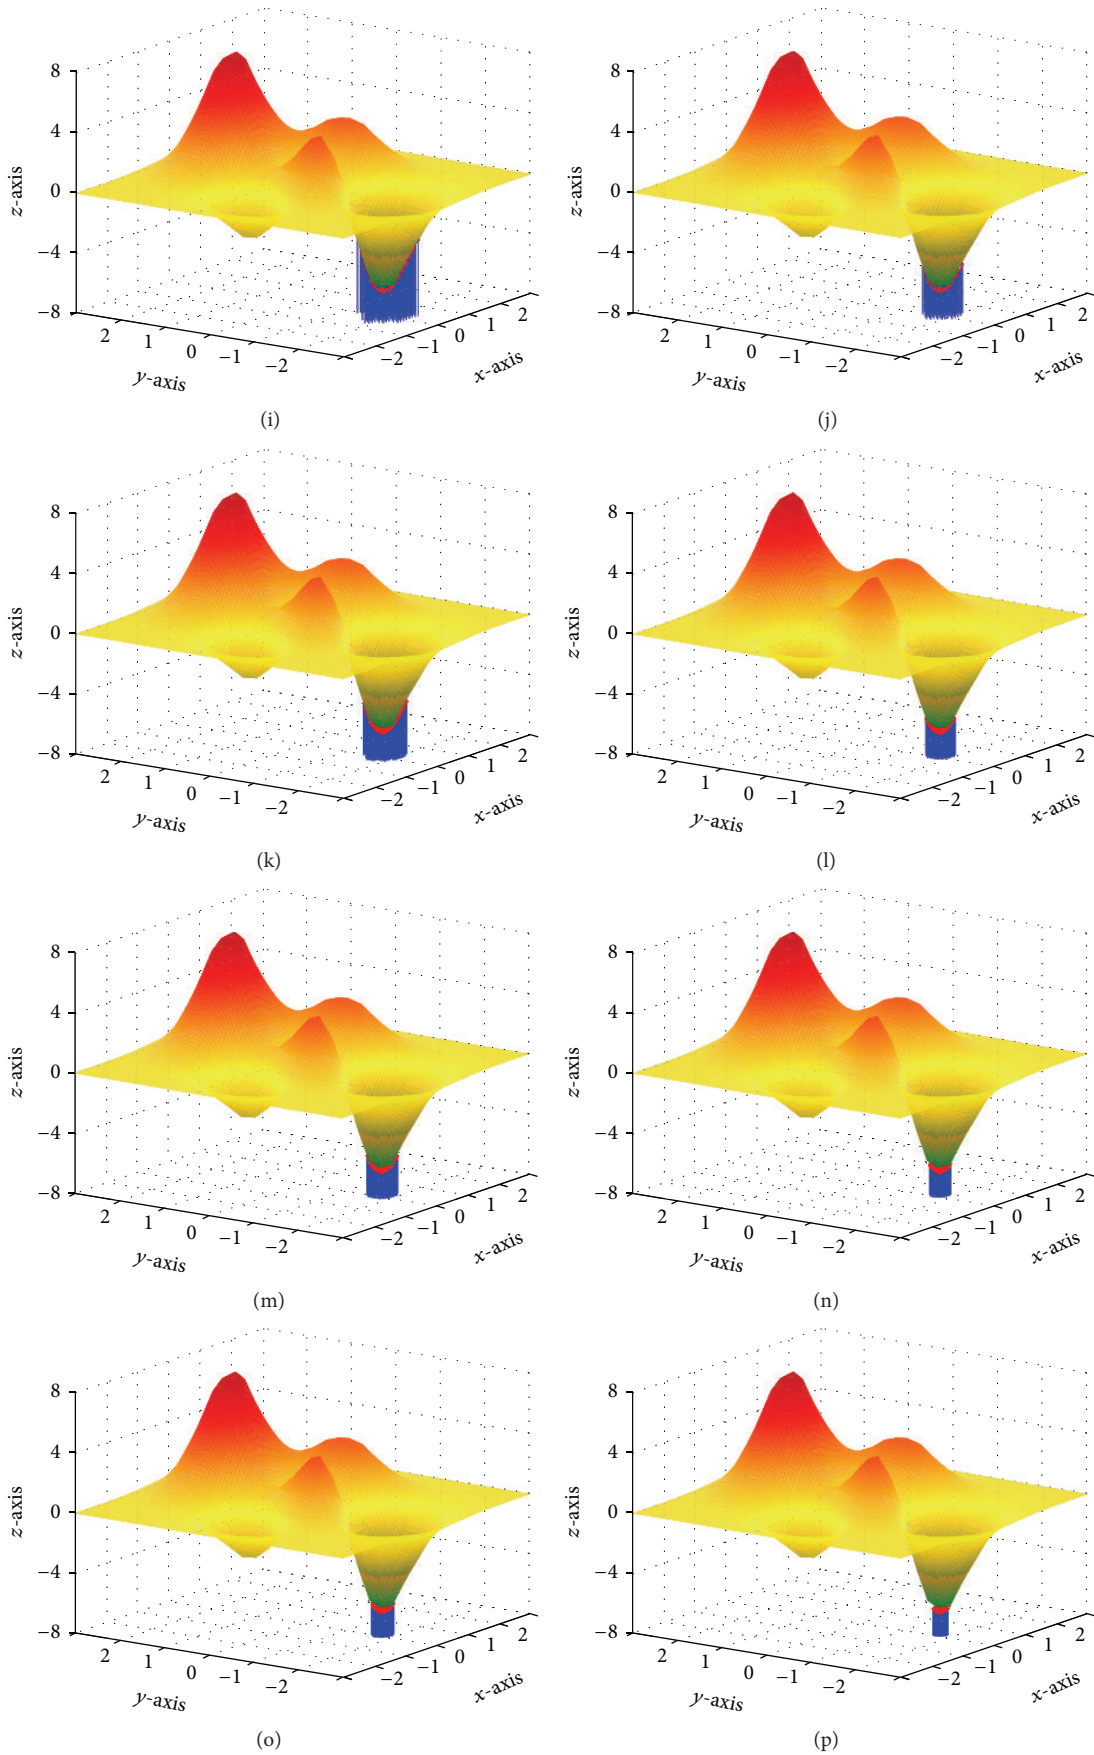 8 8
4 4
0 0
−4 −4
−8 −8
z-axis z-axis
2 1 0 −1 −2 2 1 0 −1 −2
−2 −1 0 1 2 −2 −1 0 1 2
y-axis x-axis y-axis x-axis
(i) (j)
8 8
4 4
0 0
−4 −4
−8 −8
z-axis z-axis
2 1 0 −1 −2 2 1 0 −1 −2
−2 −1 0 1 2 −2 −1 0 1 2
y-axis x-axis y-axis x-axis
(k) (l)
8 8
4 4
0 0
−4 −4
−8 −8
z-axis z-axis
2 1 0 −1 −2 2 1 0 −1 −2
−2 −1 0 1 2 −2 −1 0 1 2
y-axis x-axis y-axis x-axis
(m) (n)
8 8
4 4
0 0
−4 −4
−8 −8
z-axis z-axis
2 1 0 −1 −2 2 1 0 −1 −2
−2 −1 0 1 2 −2 −1 0 1 2
y-axis x-axis y-axis x-axis
(o) (p)